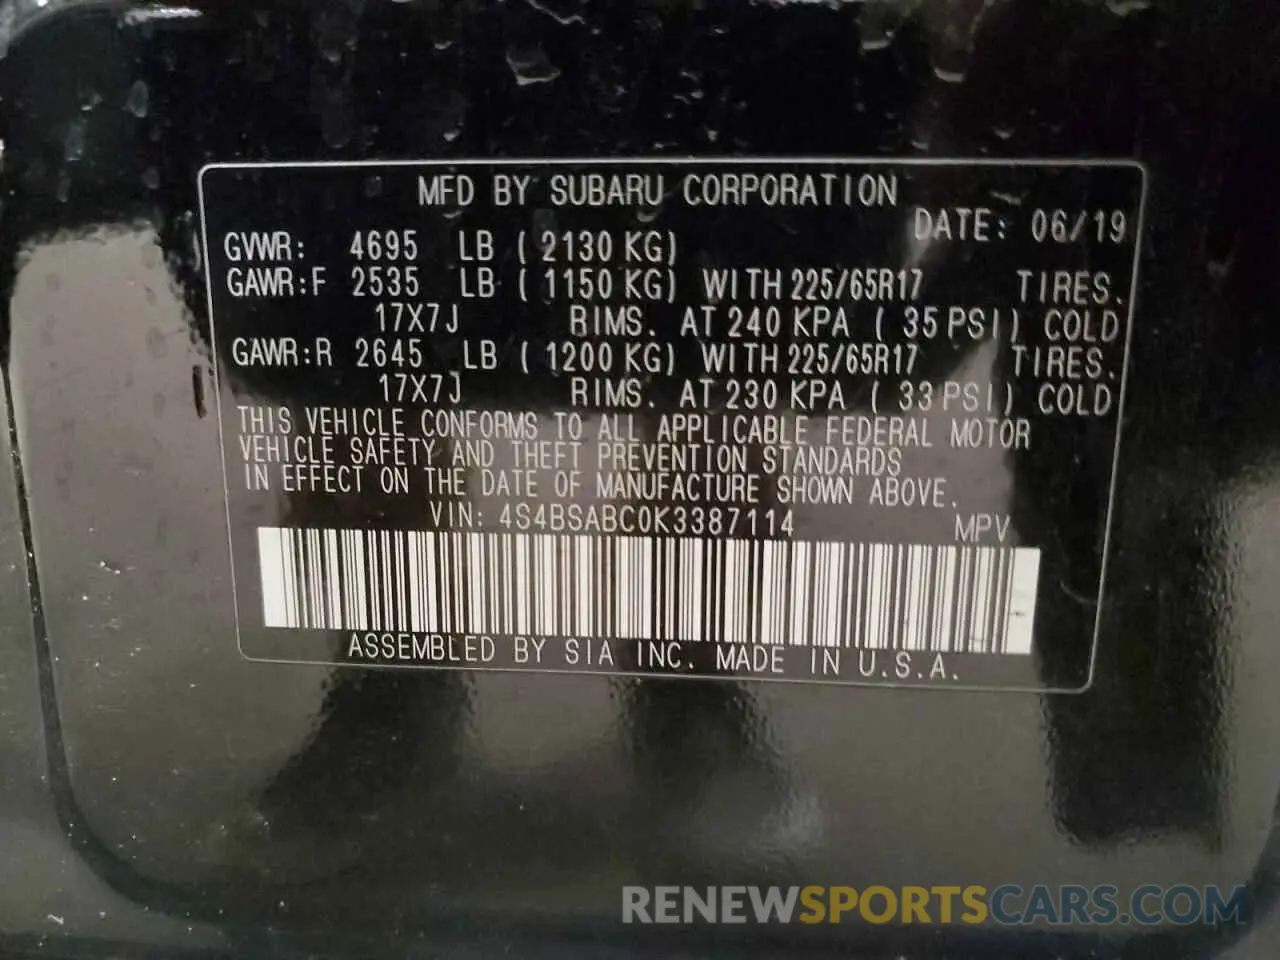 MFD BY SUBARU CORPORATION
DATE: 06/19
GVWR: 4695 LB ( 2130 KG)
GAWR:F 2535 LB ( 1150 KG) WITH 225/65R17 TIRES.
17X7J RIMS. AT 240 KPA ( 35 PSI) COLD
GAWR:R 2645 LB ( 1200 KG) WITH 225/65R17 TIRES.
17X7J RIMS. AT 230 KPA ( 33 PSI) COLD
THIS VEHICLE CONFORMS TO ALL APPLICABLE FEDERAL MOTOR
VEHICLE SAFETY AND THEFT PREVENTION STANDARDS
IN EFFECT ON THE DATE OF MANUFACTURE SHOWN ABOVE.
VIN: 4S4BSABC0K3387114 MPV
ASSEMBLED BY SIA INC. MADE IN U.S.A.
RENEWSPORTSCARS.COM